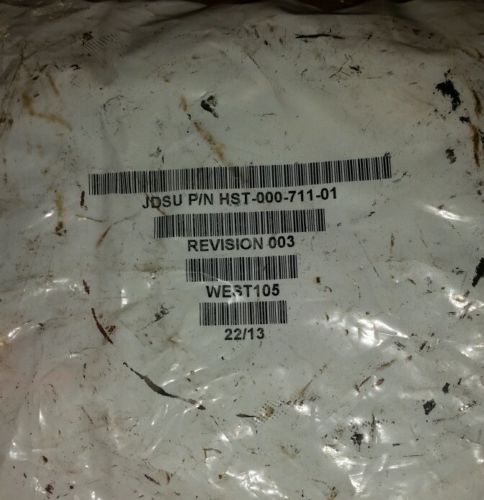 JDSU P/N HST-000-711-01
REVISION 003
WEST105
22/13